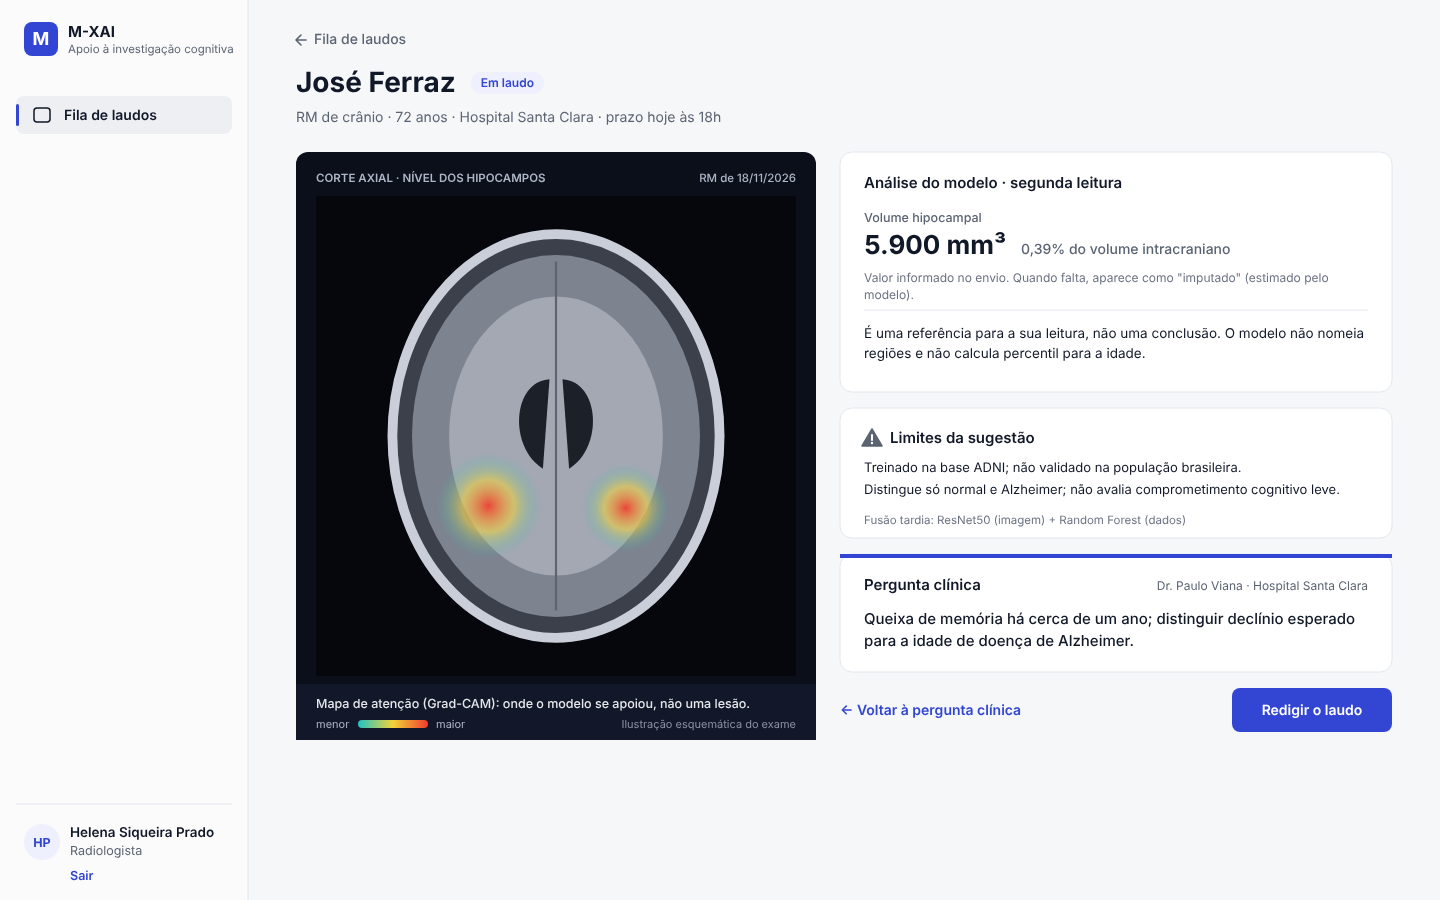 M
M-XAI
Apoio à investigação cognitiva
Fila de laudos
HP
Helena Siqueira Prado
Radiologista
Sair
← Fila de laudos
José Ferraz
Em laudo
RM de crânio · 72 anos · Hospital Santa Clara · prazo hoje às 18h
CORTE AXIAL · NÍVEL DOS HIPOCAMPOS
RM de 18/11/2026
Mapa de atenção (Grad-CAM): onde o modelo se apoiou, não uma lesão.
menor
maior
Ilustração esquemática do exame
Análise do modelo · segunda leitura
Volume hipocampal
5.900 mm³
0,39% do volume intracraniano
Valor informado no envio. Quando falta, aparece como "imputado" (estimado pelo
modelo).
É uma referência para a sua leitura, não uma conclusão. O modelo não nomeia
regiões e não calcula percentil para a idade.
Limites da sugestão
Treinado na base ADNI; não validado na população brasileira.
Distingue só normal e Alzheimer; não avalia comprometimento cognitivo leve.
Fusão tardia: ResNet50 (imagem) + Random Forest (dados)
Pergunta clínica
Dr. Paulo Viana · Hospital Santa Clara
Queixa de memória há cerca de um ano; distinguir declínio esperado
para a idade de doença de Alzheimer.
← Voltar à pergunta clínica
Redigir o laudo